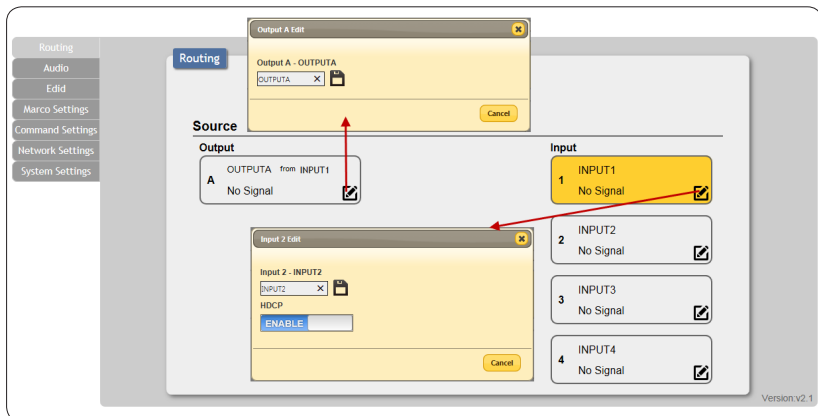 Routing
Audio
Edid
Marco Settings
Command Settings
Network Settings
System Settings
Routing
Output A Edit
Output A - OUTPUTA
OUTPUTA
Cancel
Source
Output
A
OUTPUTA from INPUT1
No Signal
Input
1
INPUT1
No Signal
2
INPUT2
No Signal
3
INPUT3
No Signal
4
INPUT4
No Signal
Input 2 Edit
Input 2 - INPUT2
INPUT2
HDCP
ENABLE
Cancel
Version:v2.1